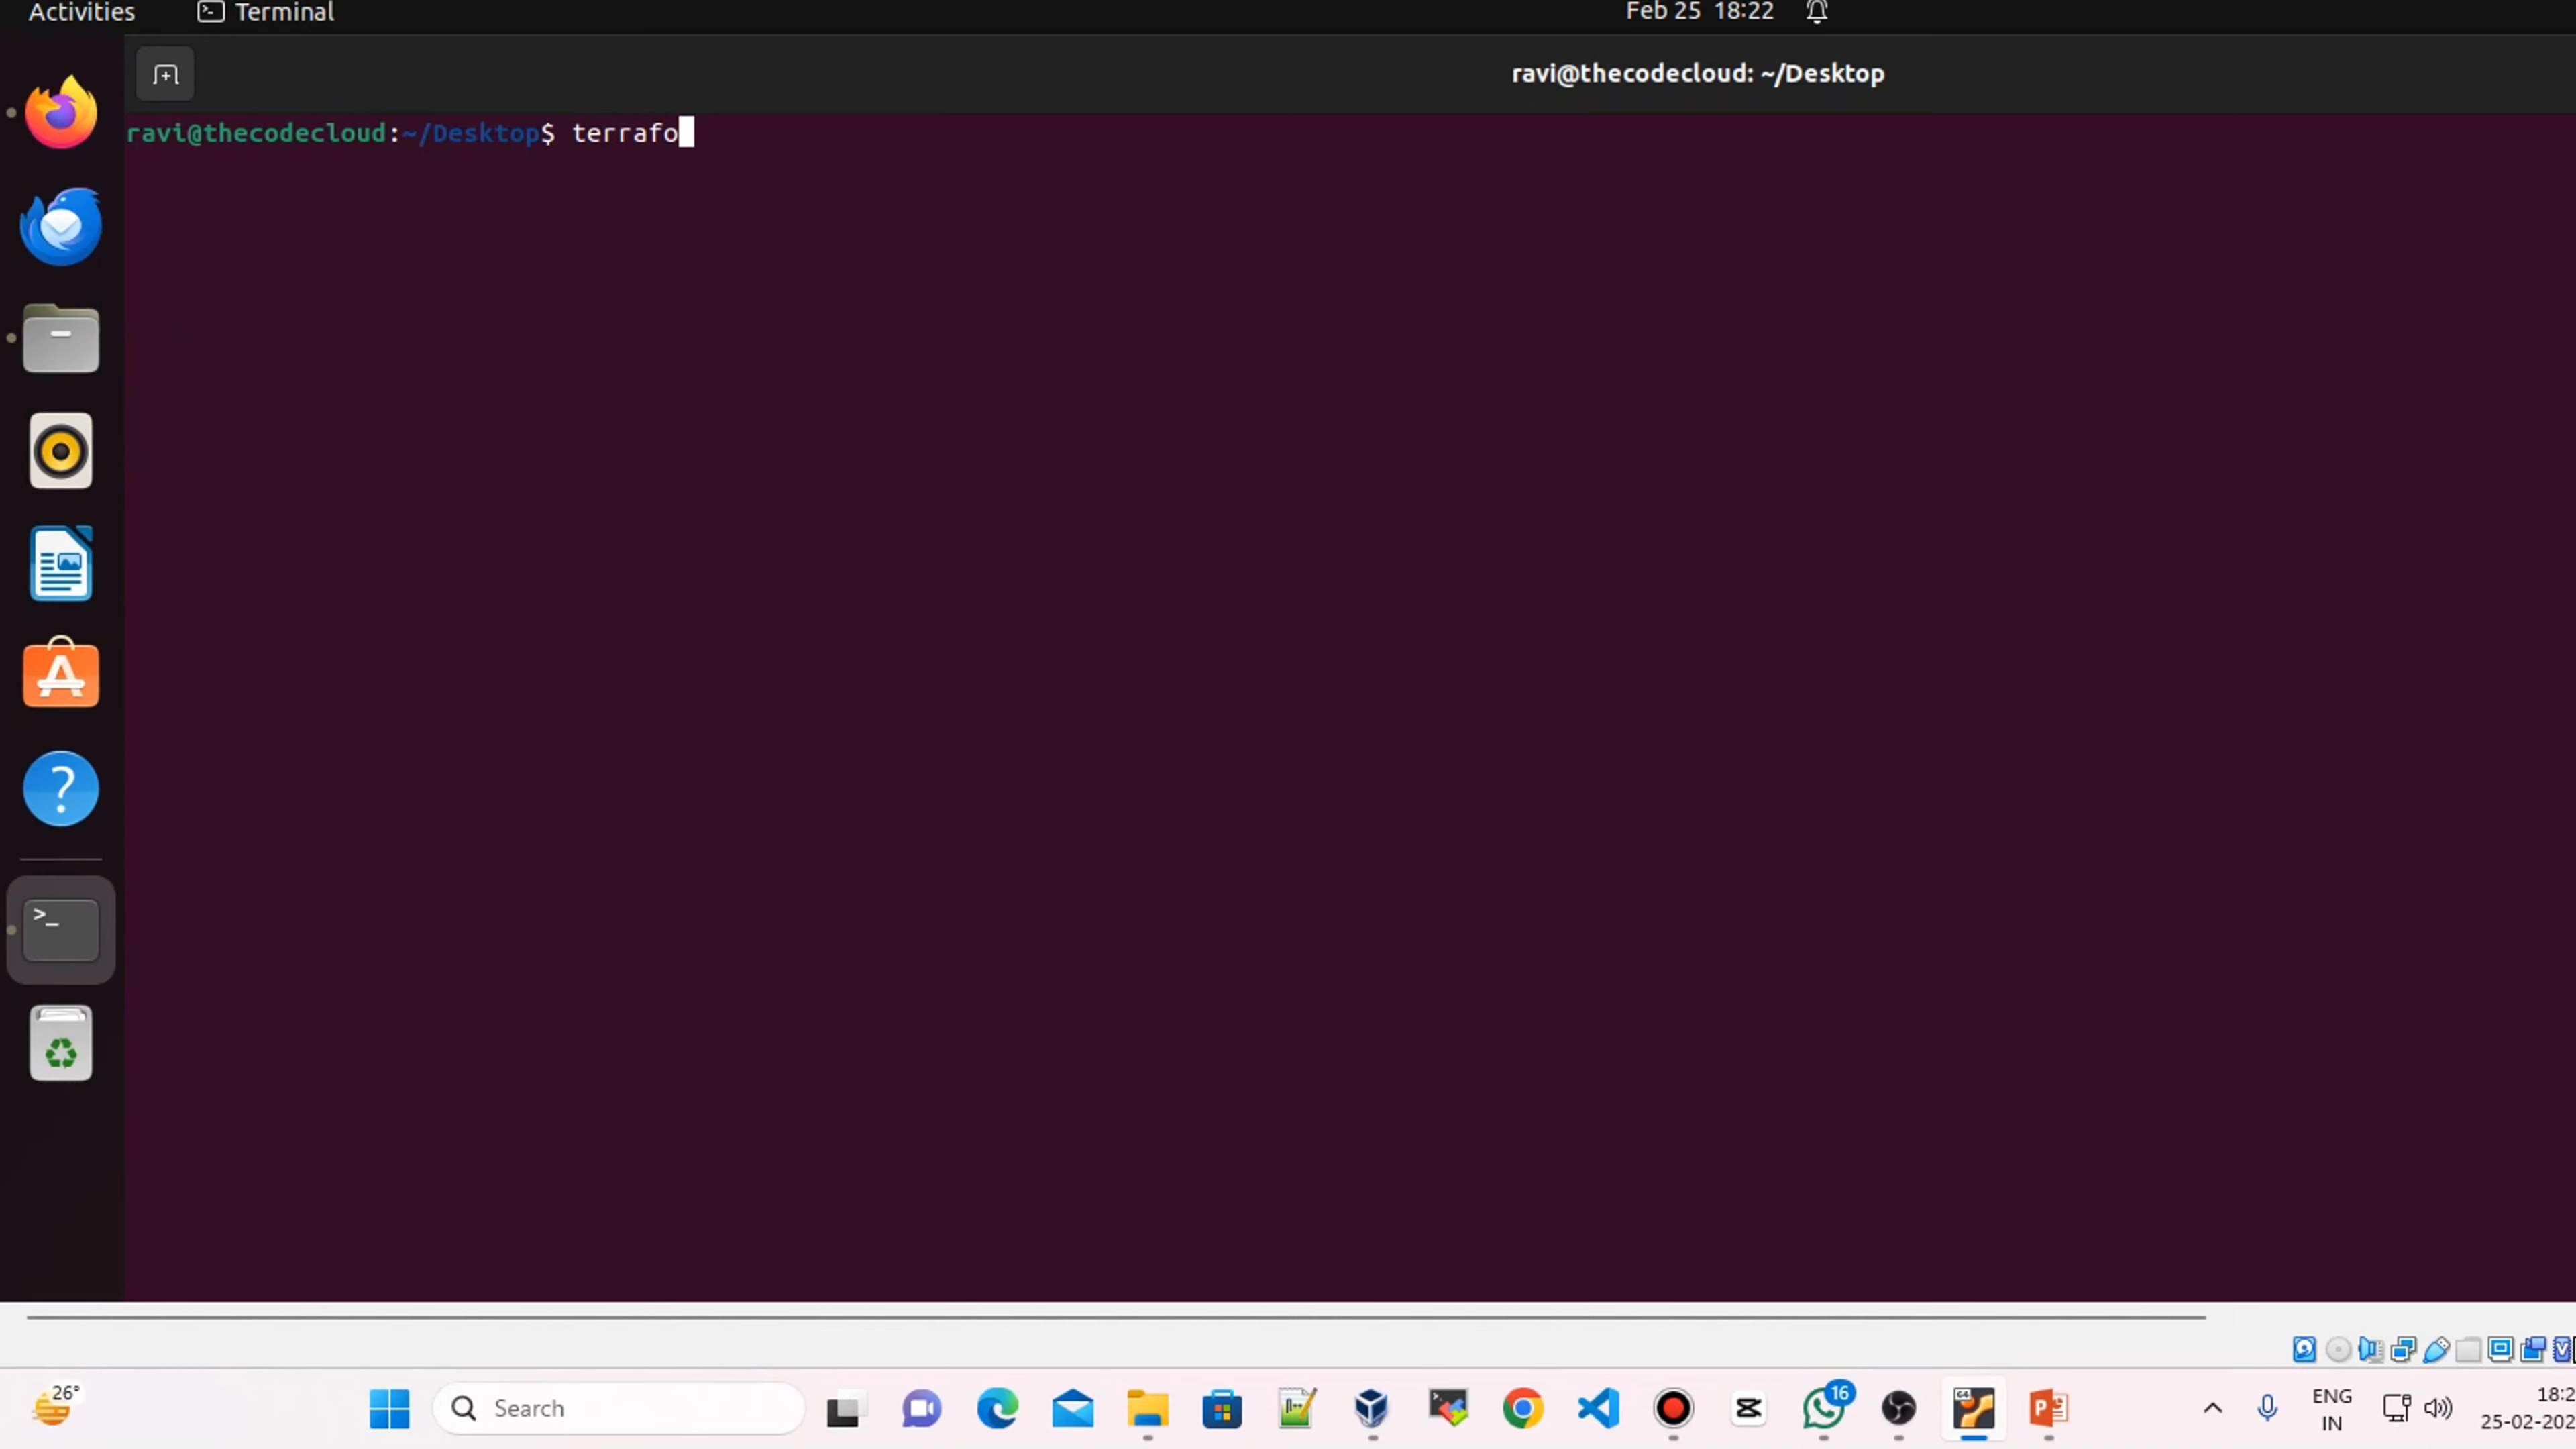 Activities
Terminal
Feb 25 18:22
ravi@thecodecloud: ~/Desktop
ravi@thecodecloud:~/Desktop$ terrafo
26°
Search
16
64
ENG
IN
18:2
25-02-202